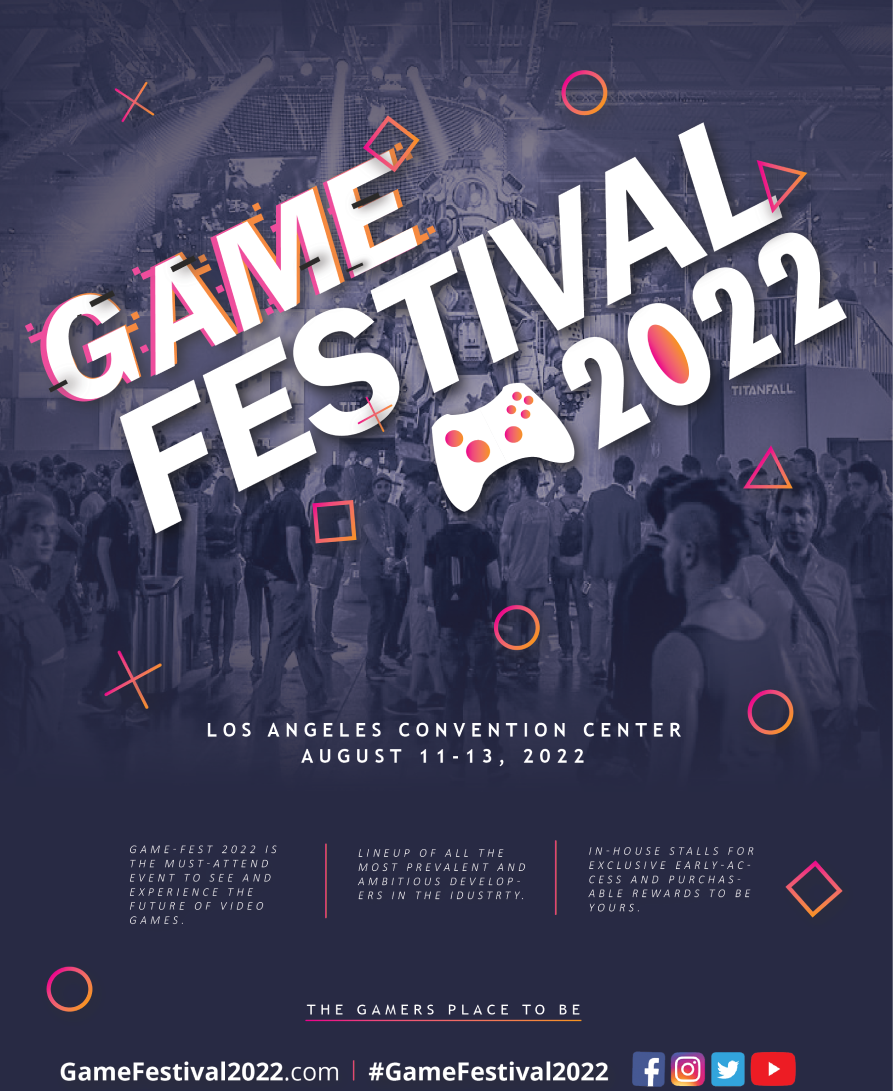 GAME
FESTIVAL
2022
TITANFALL
LOS ANGELES CONVENTION CENTER
AUGUST 11-13, 2022
GAME-FEST 2022 IS
THE MUST-ATTEND
EVENT TO SEE AND
EXPERIENCE THE
FUTURE OF VIDEO
GAMES.
LINEUP OF ALL THE
MOST PREVALENT AND
AMBITIOUS DEVELOP-
ERS IN THE IDUSTRTY.
IN-HOUSE STALLS FOR
EXCLUSIVE EARLY-AC-
CESS AND PURCHAS-
ABLE REWARDS TO BE
YOURS.
THE GAMERS PLACE TO BE
GameFestival2022.com | #GameFestival2022